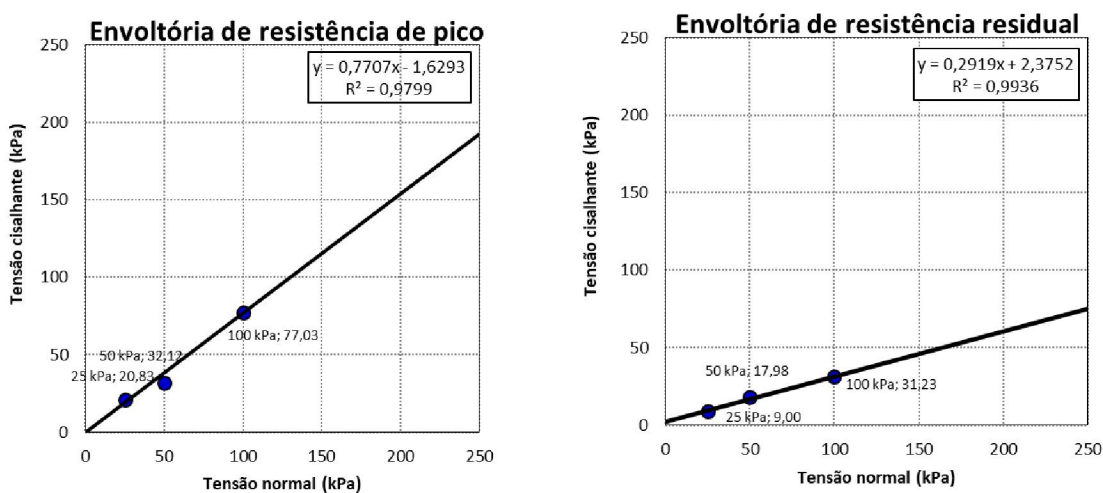 Envoltória de resistência de pico
y = 0,7707x - 1,6293
R² = 0,9799
Tensão cisalhante (kPa)
250
200
150
100
50
0
50 kPa; 32,12
25 kPa; 20,83
100 kPa; 77,03
0 50 100 150 200 250
Tensão normal (kPa)
Envoltória de resistência residual
y = 0,2919x + 2,3752
R² = 0,9936
Tensão cisalhante (kPa)
250
200
150
100
50
0
50 kPa; 17,98
100 kPa; 31,23
25 kPa; 9,00
0 50 100 150 200 250
Tensão normal (kPa)